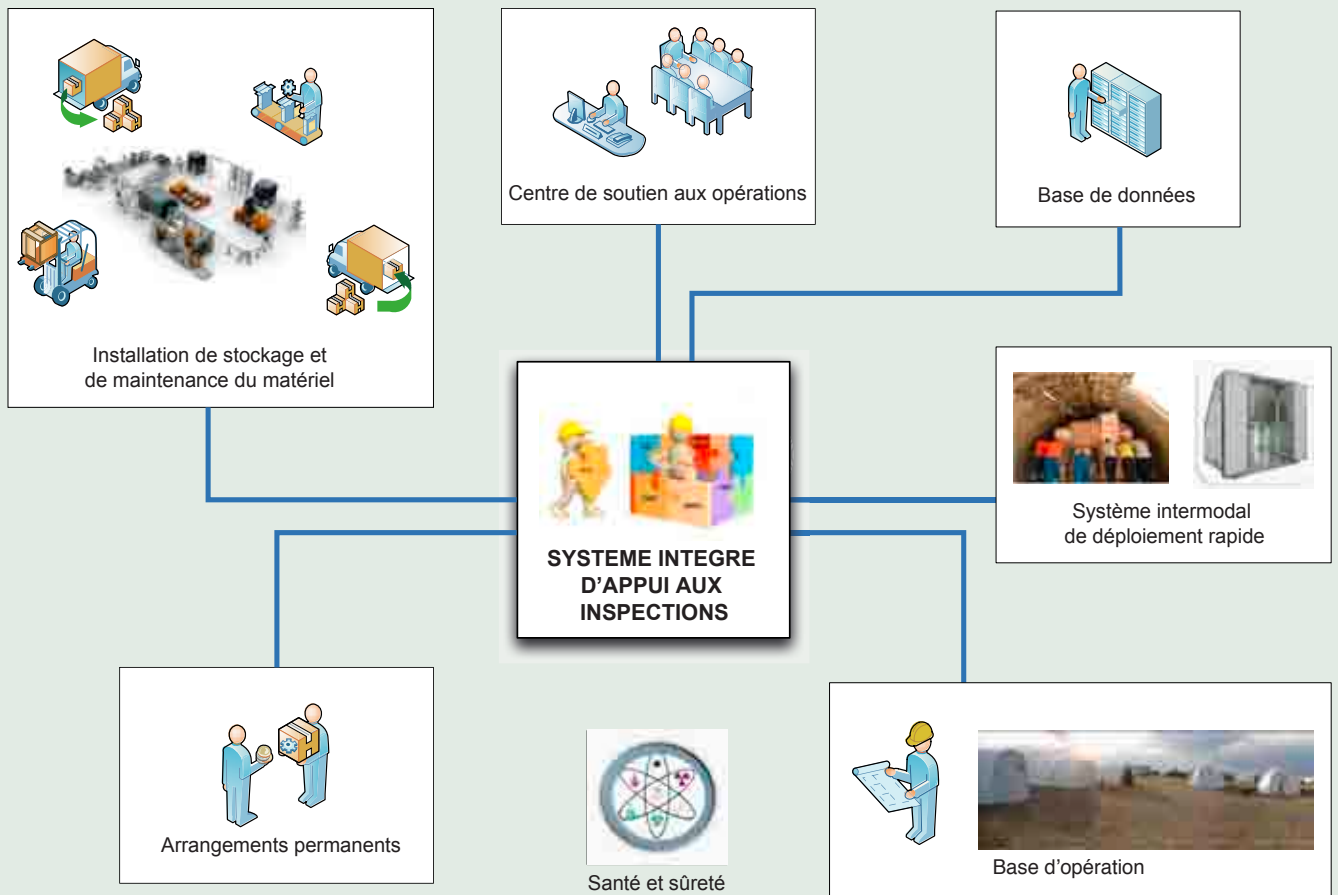 Centre de soutien aux opérations
Base de données
Installation de stockage et
de maintenance du matériel
Système intermodal
de déploiement rapide
SYSTEME INTEGRE
D'APPUI AUX
INSPECTIONS
Arrangements permanents
Santé et sûreté
Base d'opération